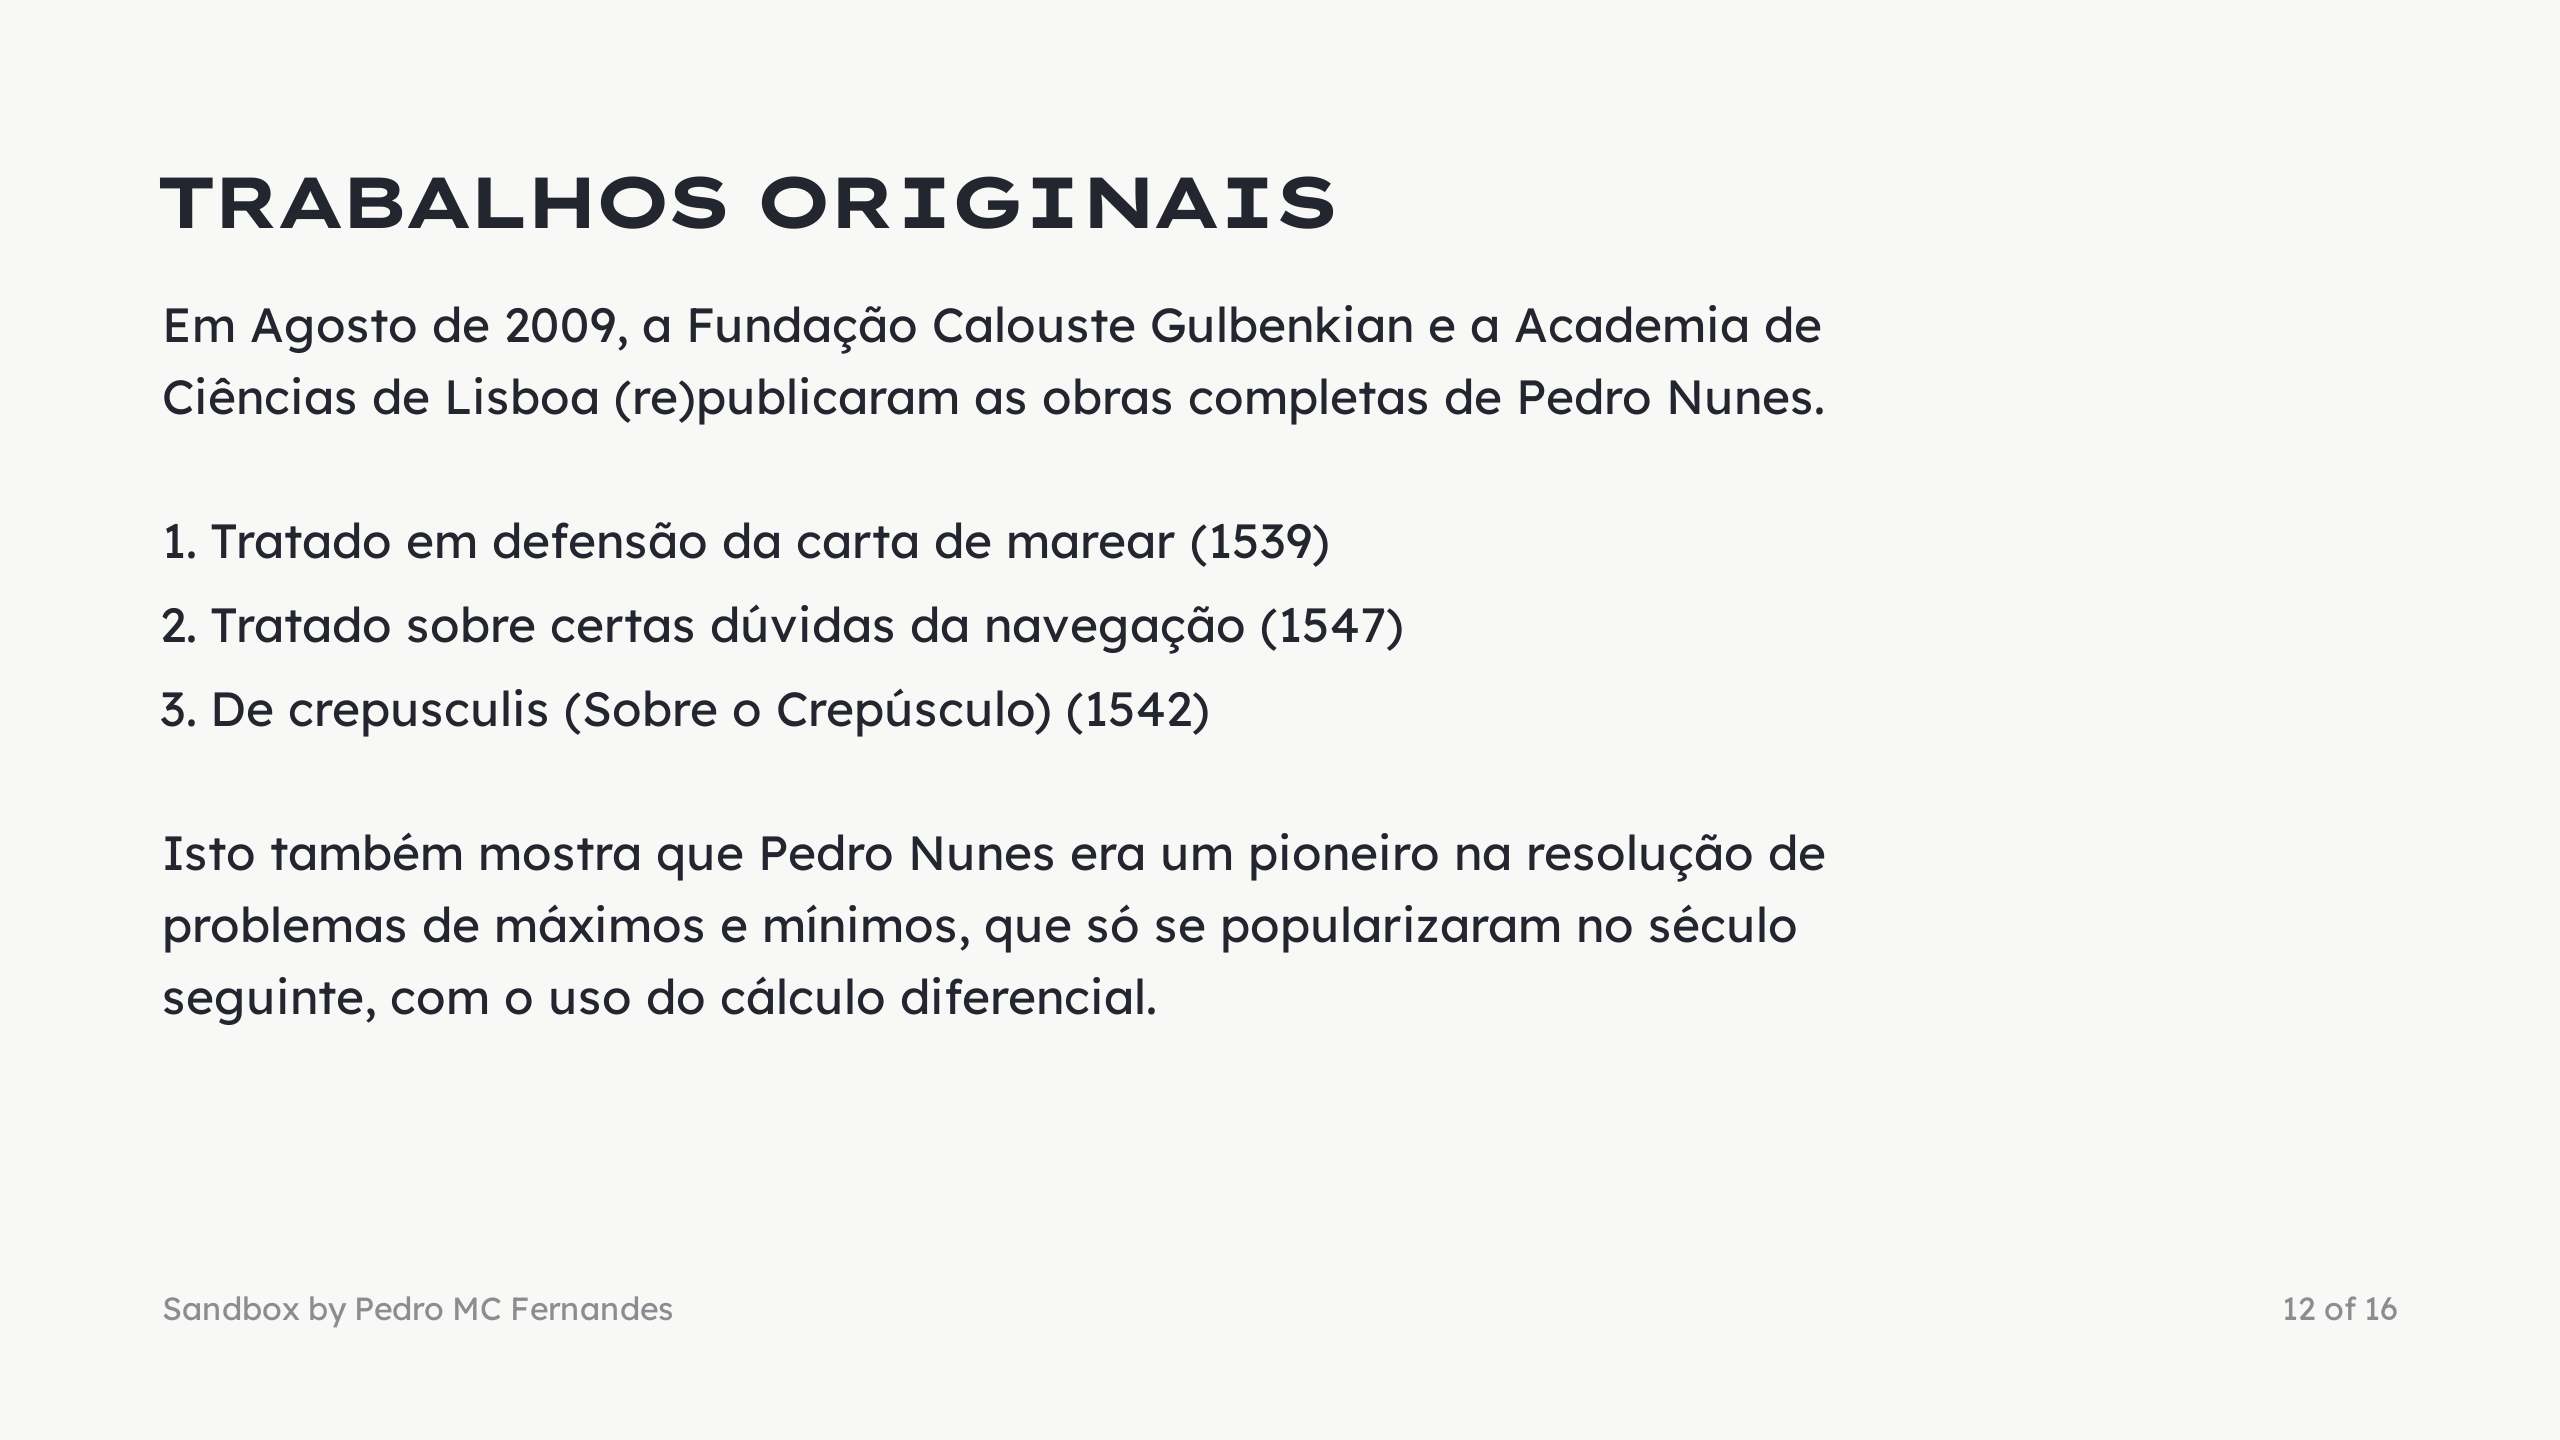 TRABALHOS ORIGINAIS
Em Agosto de 2009, a Fundação Calouste Gulbenkian e a Academia de
Ciências de Lisboa (re)publicaram as obras completas de Pedro Nunes.
1. Tratado em defensão da carta de marear (1539)
2. Tratado sobre certas dúvidas da navegação (1547)
3. De crepusculis (Sobre o Crepúsculo) (1542)
Isto também mostra que Pedro Nunes era um pioneiro na resolução de
problemas de máximos e mínimos, que só se popularizaram no século
seguinte, com o uso do cálculo diferencial.
Sandbox by Pedro MC Fernandes
12 of 16